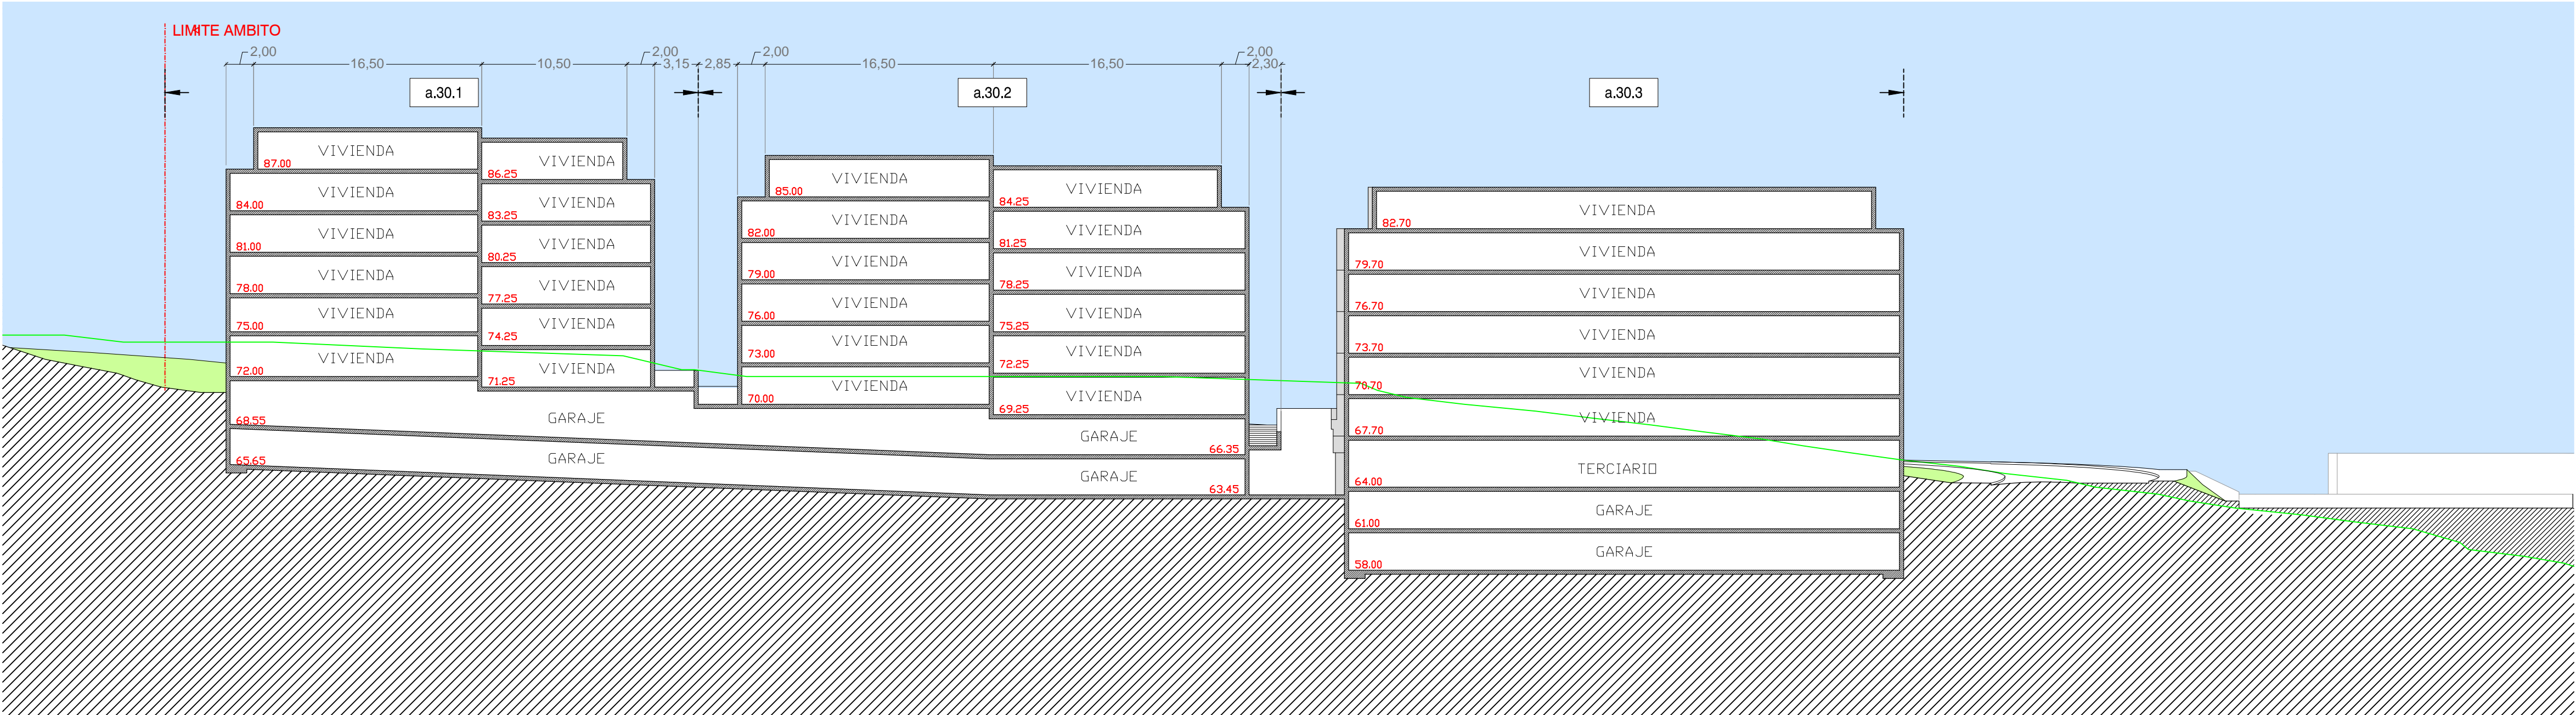 LIMITE AMBITO
2,00
2,00
2,00
2,00
16,50
10,50
3,15
2,85
16,50
16,50
2,30
a.30.1
a.30.2
a.30.3
VIVIENDA
87.00
VIVIENDA
86.25
VIVIENDA
84.00
VIVIENDA
83.25
VIVIENDA
81.00
VIVIENDA
80.25
VIVIENDA
78.00
VIVIENDA
77.25
VIVIENDA
75.00
VIVIENDA
74.25
VIVIENDA
72.00
VIVIENDA
71.25
GARAJE
68.55
GARAJE
65.65
VIVIENDA
85.00
VIVIENDA
84.25
VIVIENDA
82.00
VIVIENDA
81.25
VIVIENDA
79.00
VIVIENDA
78.25
VIVIENDA
76.00
VIVIENDA
75.25
VIVIENDA
73.00
VIVIENDA
72.25
VIVIENDA
70.00
VIVIENDA
69.25
GARAJE
66.35
GARAJE
63.45
VIVIENDA
82.70
VIVIENDA
79.70
VIVIENDA
76.70
VIVIENDA
73.70
VIVIENDA
70.70
VIVIENDA
67.70
TERCIARIO
64.00
GARAJE
61.00
GARAJE
58.00